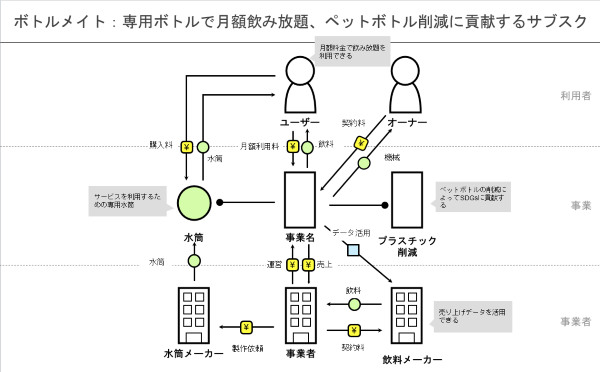 ボトルメイト：専用ボトルで月額飲み放題、ペットボトル削減に貢献するサブスク
月額料金で飲み放題を
利用できる
利用者
ユーザー
オーナー
契約料
購入料
¥
水筒
月額利用料
¥
飲料
¥
機械
サービスを利用するた
めの専用水筒
ペットボトルの削減に
よってSDGsに貢献す
る
事業
水筒
事業名
データ活用
プラスチック
削減
水筒
運営
¥
¥
売上
飲料
売り上げデータを活用
できる
事業者
¥
¥
水筒メーカー
製作依頼
事業者
契約料
飲料メーカー